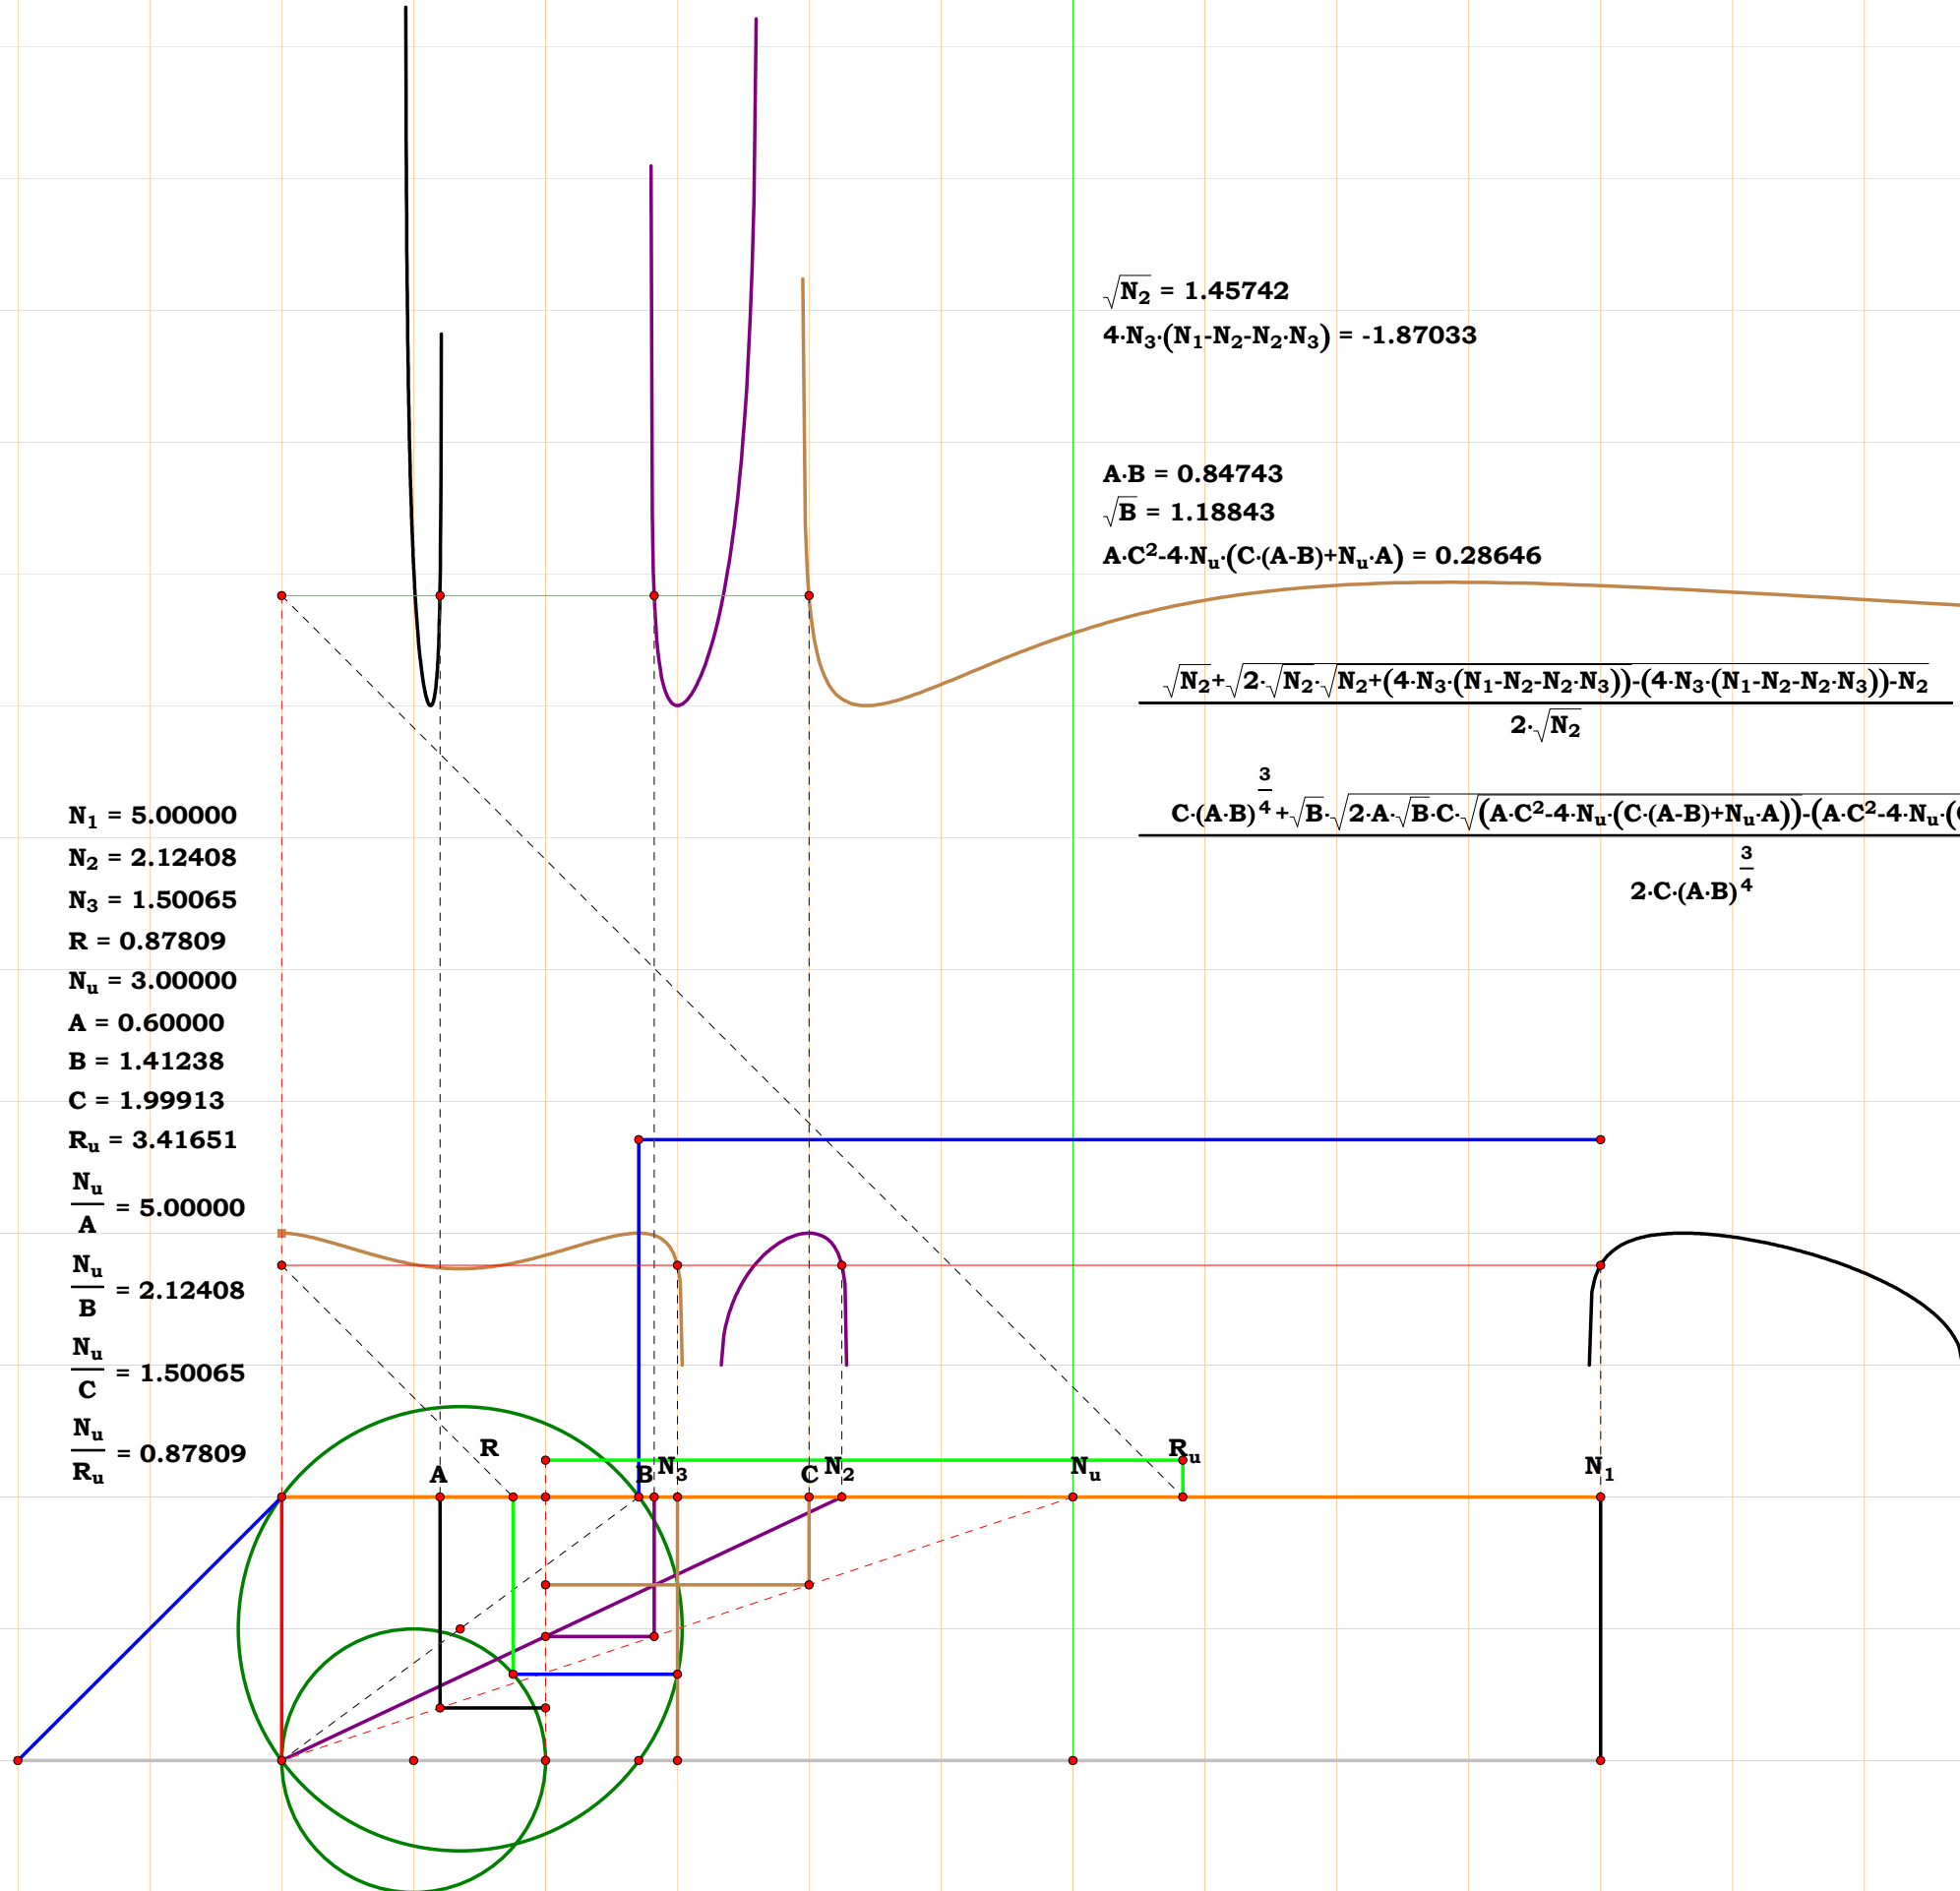 √N₂ = 1.45742
4·N₃·(N₁-N₂-N₂·N₃) = -1.87033
A·B = 0.84743
√B = 1.18843
A·C²-4·Nᵤ·(C·(A-B)+Nᵤ·A) = 0.28646
√N₂+√2·√N₂·√N₂+(4·N₃·(N₁-N₂-N₂·N₃))-(4·N₃·(N₁-N₂-N₂·N₃))-N₂
2·√N₂
C·(A·B)^(3/4)+√B·√2·A·√B·C·√(A·C²-4·Nᵤ·(C·(A-B)+Nᵤ·A))-(A·C²-4·Nᵤ·(
2·C·(A·B)^(3/4)
N₁ = 5.00000
N₂ = 2.12408
N₃ = 1.50065
R = 0.87809
Nᵤ = 3.00000
A = 0.60000
B = 1.41238
C = 1.99913
Rᵤ = 3.41651
Nᵤ/A = 5.00000
Nᵤ/B = 2.12408
Nᵤ/C = 1.50065
Nᵤ/Rᵤ = 0.87809
A R B N₃ C N₂ Nᵤ Rᵤ N₁